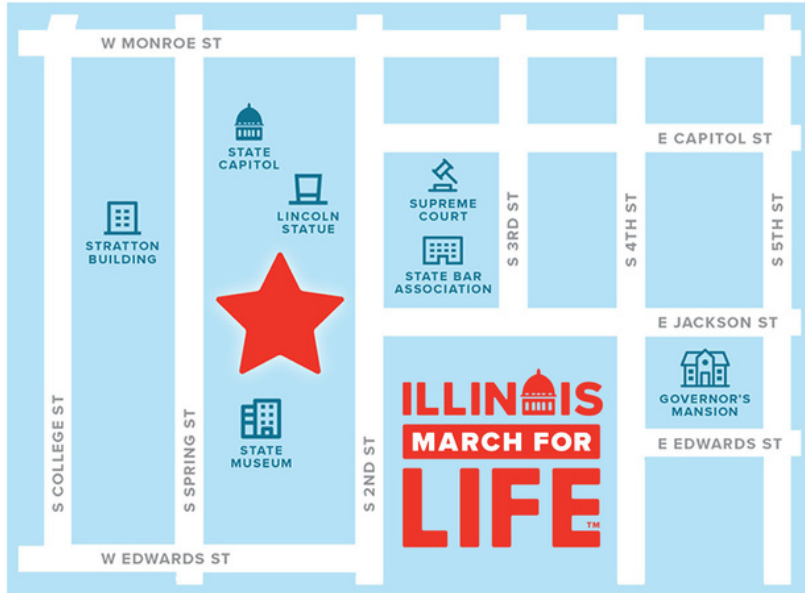 W MONROE ST
E CAPITOL ST
STATE
CAPITOL
LINCOLN
STATUE
STRATTON
BUILDING
SUPREME
COURT
STATE BAR
ASSOCIATION
S 3RD ST
S 4TH ST
S 5TH ST
E JACKSON ST
GOVERNOR'S
MANSION
E EDWARDS ST
STATE
MUSEUM
S COLLEGE ST
S SPRING ST
S 2ND ST
W EDWARDS ST
ILLINOIS
MARCH FOR
LIFE™